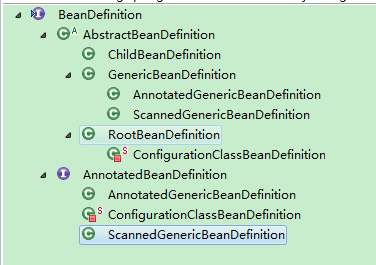 BeanDefinition
AbstractBeanDefinition
ChildBeanDefinition
GenericBeanDefinition
AnnotatedGenericBeanDefinition
ScannedGenericBeanDefinition
RootBeanDefinition
ConfigurationClassBeanDefinition
AnnotatedBeanDefinition
AnnotatedGenericBeanDefinition
ConfigurationClassBeanDefinition
ScannedGenericBeanDefinition